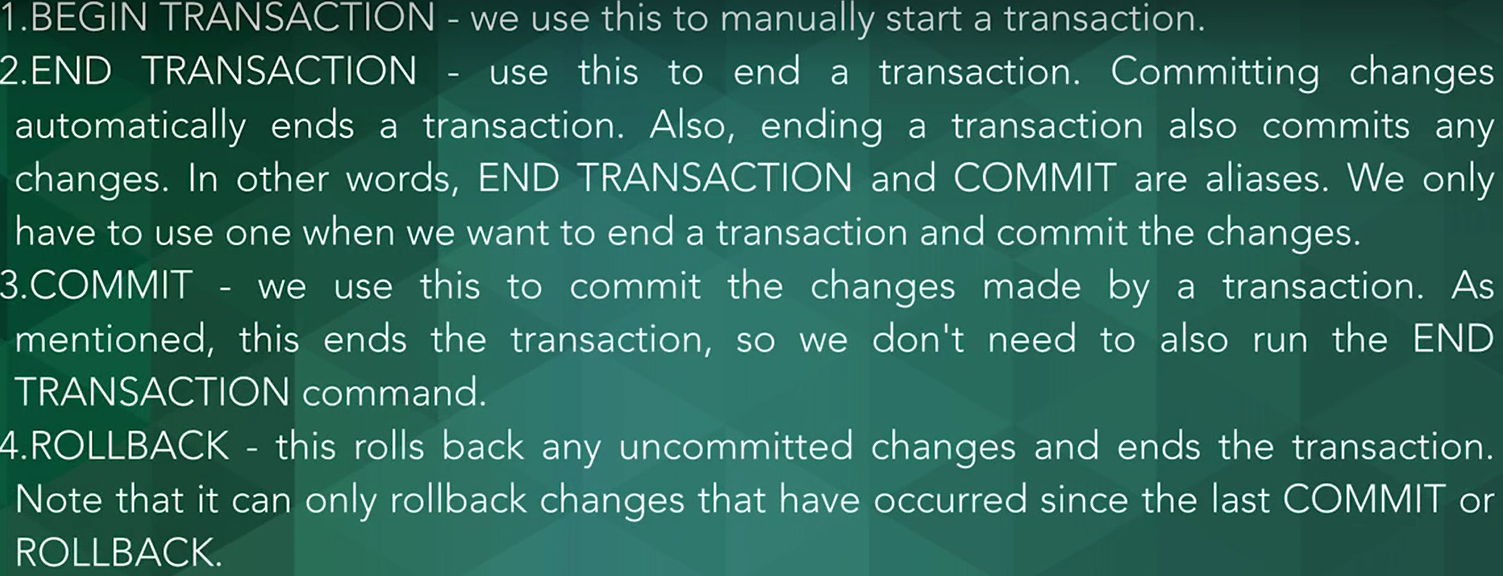 1.BEGIN TRANSACTION - we use this to manually start a transaction.
2.END TRANSACTION - use this to end a transaction. Committing changes
automatically ends a transaction. Also, ending a transaction also commits any
changes. In other words, END TRANSACTION and COMMIT are aliases. We only
have to use one when we want to end a transaction and commit the changes.
3.COMMIT - we use this to commit the changes made by a transaction. As
mentioned, this ends the transaction, so we don't need to also run the END
TRANSACTION command.
4.ROLLBACK - this rolls back any uncommitted changes and ends the transaction.
Note that it can only rollback changes that have occurred since the last COMMIT or
ROLLBACK.